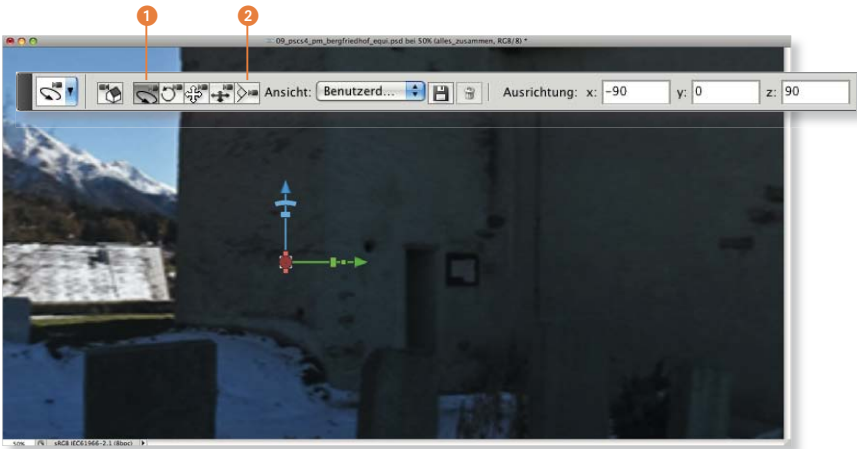 1 2
09_pscs4_pm_bergfriedhof_equi.psd bei 50% (alles_zusammen, RGB/8) *
Ansicht: Benutzerd... Ausrichtung: x: -90 y: 0 z: 90
50% sRGB IEC61966-2.1 (8bpc)